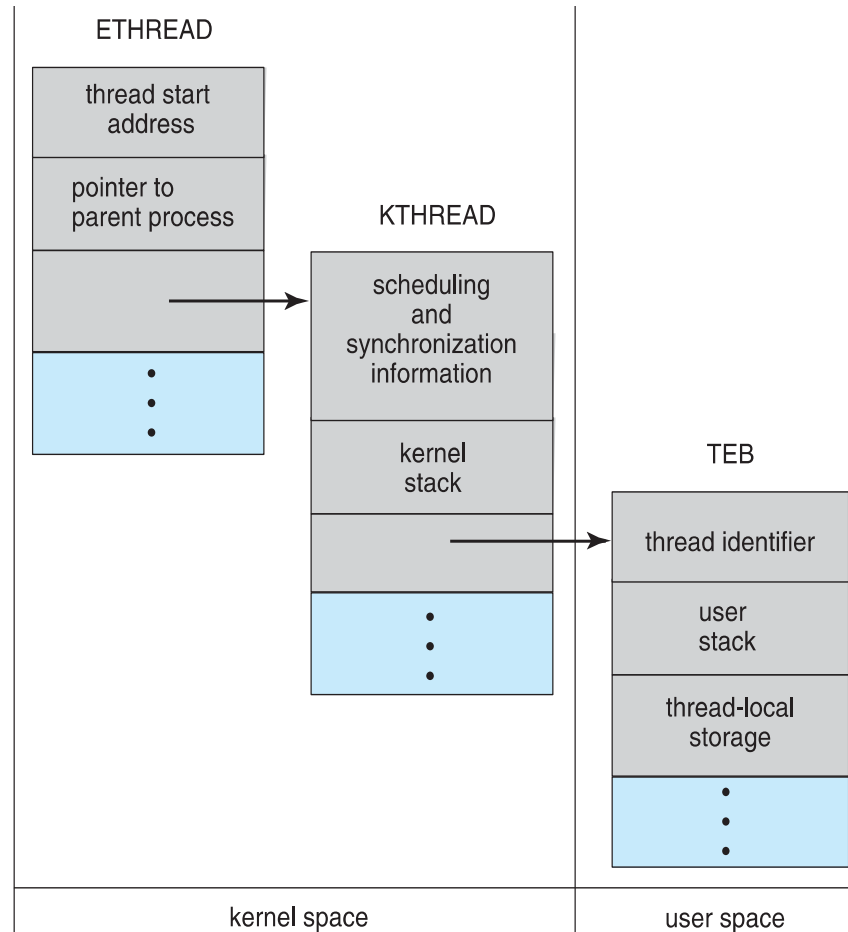 ETHREAD
thread start
address
pointer to
parent process
KTHREAD
scheduling
and
synchronization
information
kernel
stack
TEB
thread identifier
user
stack
thread-local
storage
kernel space
user space